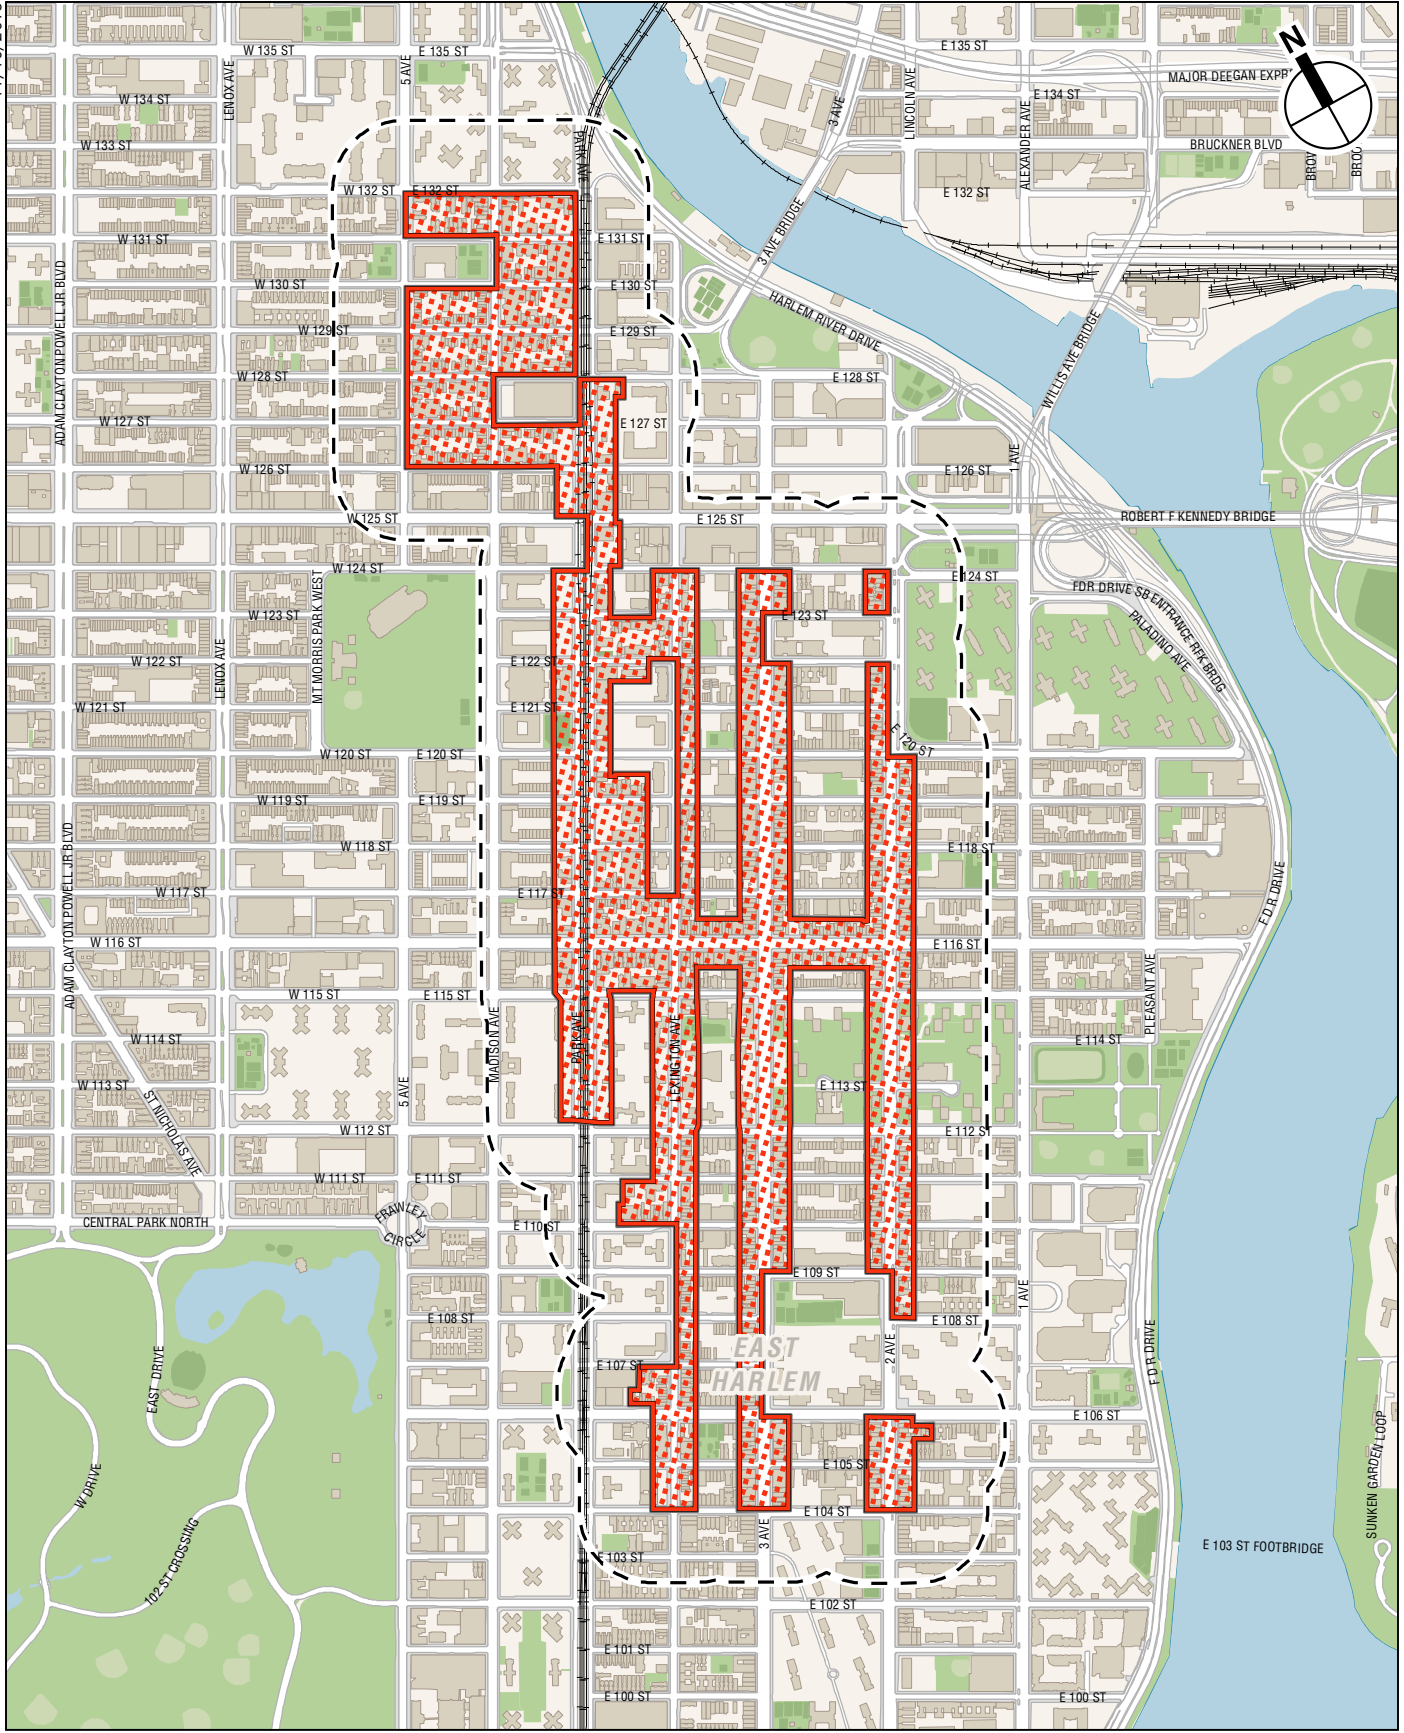 W 135 ST
E 135 ST
E 135 ST
N
LENOX AVE
5 AVE
PARK AVE
3 AVE
LINCOLN AVE
MAJOR DEEGAN EXPR
W 134 ST
E 134 ST
ALEXANDER AVE
W 133 ST
BRUCKNER BLVD
W 132 ST
E 132 ST
E 132 ST
W 131 ST
E 131 ST
3 AVE BRIDGE
ADAM CLAYTON POWELL JR BLVD
W 130 ST
E 130 ST
HARLEM RIVER DRIVE
W 129 ST
E 129 ST
WILLIS AVE BRIDGE
W 128 ST
E 128 ST
W 127 ST
E 127 ST
W 126 ST
E 126 ST
1 AVE
W 125 ST
E 125 ST
ROBERT F KENNEDY BRIDGE
W 124 ST
E 124 ST
FDR DRIVE SB ENTRANCE RFK BRDG
MT MORRIS PARK WEST
W 123 ST
E 123 ST
PALADINO AVE
LENOX AVE
W 122 ST
E 122 ST
W 121 ST
E 121 ST
W 120 ST
E 120 ST
E 120 ST
W 119 ST
E 119 ST
ADAM CLAYTON POWELL JR BLVD
W 118 ST
E 118 ST
W 117 ST
E 117 ST
F D R DRIVE
W 116 ST
E 116 ST
W 115 ST
E 115 ST
PLEASANT AVE
MADISON AVE
PARK AVE
LEXINGTON AVE
W 114 ST
E 114 ST
W 113 ST
5 AVE
E 113 ST
ST NICHOLAS AVE
W 112 ST
E 112 ST
W 111 ST
E 111 ST
CENTRAL PARK NORTH
FRAWLEY
CIRCLE
E 110 ST
E 109 ST
1 AVE
E 108 ST
E 108 ST
EAST DRIVE
EAST
HARLEM
2 AVE
F D R DRIVE
E 107 ST
E 106 ST
SUNKEN GARDEN LOOP
W DRIVE
E 105 ST
E 104 ST
3 AVE
102 ST CROSSING
E 103 ST
E 103 ST FOOTBRIDGE
E 102 ST
E 101 ST
E 100 ST
E 100 ST